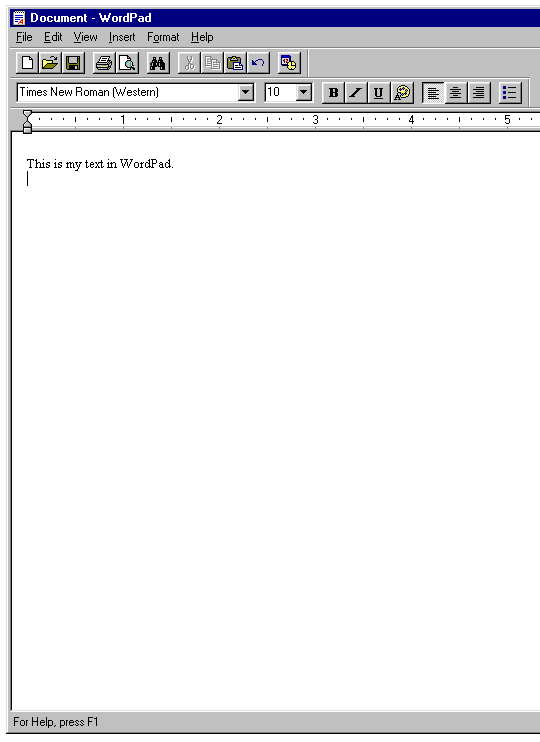 Document - WordPad
File Edit View Insert Format Help
Times New Roman (Western) 10 B I U
1 2 3 4 5
This is my text in WordPad.
For Help, press F1